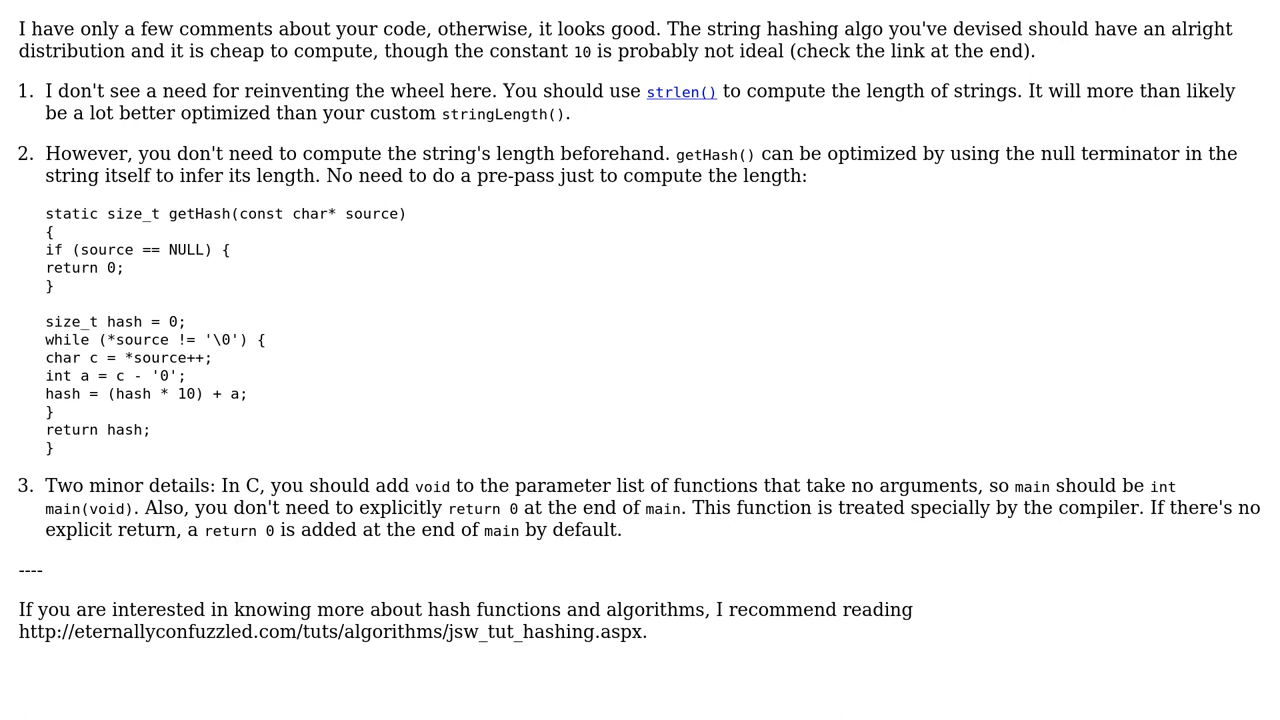 I have only a few comments about your code, otherwise, it looks good. The string hashing algo you've devised should have an alright
distribution and it is cheap to compute, though the constant 10 is probably not ideal (check the link at the end).
1. I don't see a need for reinventing the wheel here. You should use strlen() to compute the length of strings. It will more than likely
be a lot better optimized than your custom stringLength().
2. However, you don't need to compute the string's length beforehand. getHash() can be optimized by using the null terminator in the
string itself to infer its length. No need to do a pre-pass just to compute the length:
static size_t getHash(const char* source)
{
if (source == NULL) {
return 0;
}
size_t hash = 0;
while (*source != '\0') {
char c = *source++;
int a = c - '0';
hash = (hash * 10) + a;
}
return hash;
}
3. Two minor details: In C, you should add void to the parameter list of functions that take no arguments, so main should be int
main(void). Also, you don't need to explicitly return 0 at the end of main. This function is treated specially by the compiler. If there's no
explicit return, a return 0 is added at the end of main by default.
----
If you are interested in knowing more about hash functions and algorithms, I recommend reading
http://eternallyconfuzzled.com/tuts/algorithms/jsw_tut_hashing.aspx.